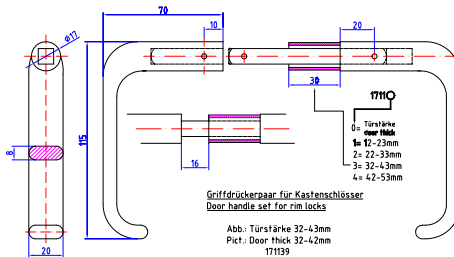 70
ø17
10
20
30
1711
115
0= Türstärke
door thick
1= 12-23mm
2= 22-33mm
3= 32-43mm
4= 42-53mm
8
16
20
Griffdrückerpaar für Kastenschlösser
Door handle set for rim locks
Abb.: Türstärke 32-43mm
Pict.: Door thick 32-42mm
171139